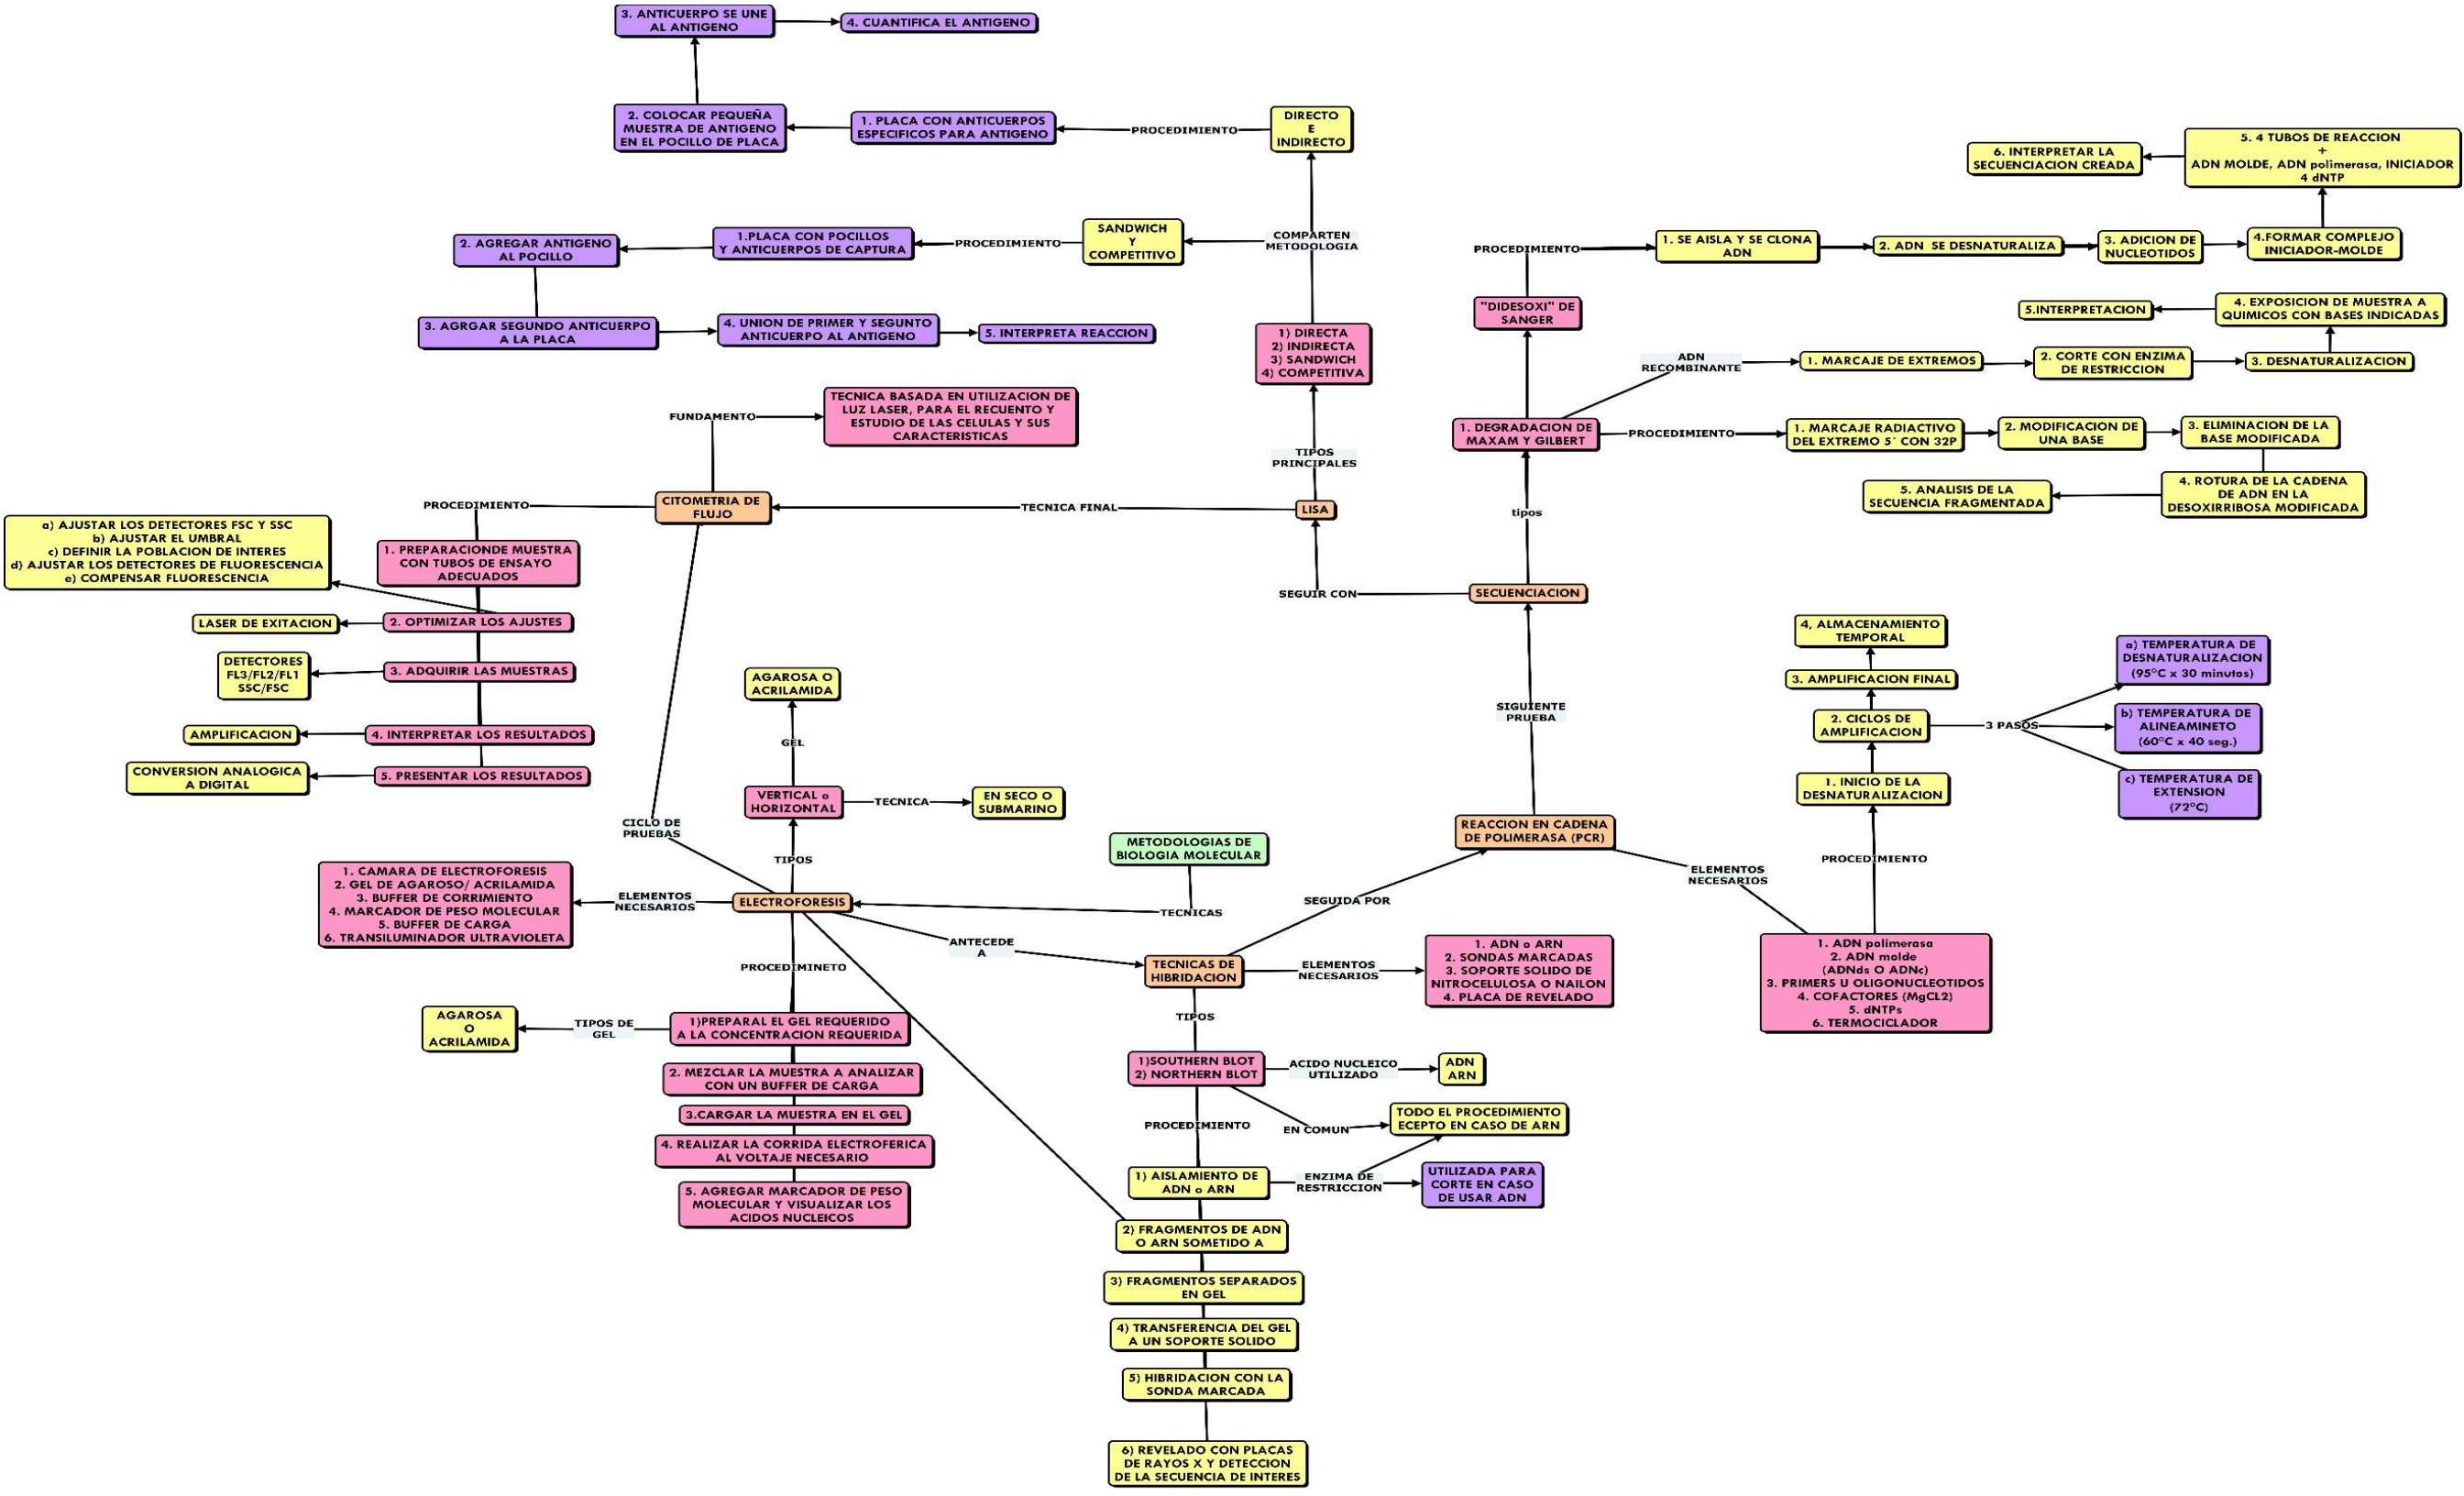 3. ANTICUERPO SE UNE
AL ANTIGENO
4. CUANTIFICA EL ANTIGENO
2. COLOCAR PEQUEÑA
MUESTRA DE ANTIGENO
EN EL POCILLO DE PLACA
1. PLACA CON ANTICUERPOS
ESPECIFICOS PARA ANTIGENO
PROCEDIMIENTO
DIRECTO
E
INDIRECTO
2. AGREGAR ANTIGENO
AL POCILLO
1.PLACA CON POCILLOS
Y ANTICUERPOS DE CAPTURA
PROCEDIMIENTO
SANDWICH
Y
COMPETITIVO
COMPARTEN
METODOLOGIA
3. AGRGAR SEGUNDO ANTICUERPO
A LA PLACA
4. UNION DE PRIMER Y SEGUNTO
ANTICUERPO AL ANTIGENO
5. INTERPRETA REACCION
1) DIRECTA
2) INDIRECTA
3) SANDWICH
4) COMPETITIVA
TIPOS
PRINCIPALES
LISA
TECNICA FINAL
SEGUIR CON
6. INTERPRETAR LA
SECUENCIACION CREADA
5. 4 TUBOS DE REACCION
+
ADN MOLDE, ADN polimerasa, INICIADOR
4 dNTP
PROCEDIMIENTO
1. SE AISLA Y SE CLONA
ADN
2. ADN SE DESNATURALIZA
3. ADICION DE
NUCLEOTIDOS
4.FORMAR COMPLEJO
INICIADOR-MOLDE
"DIDESOXI" DE
SANGER
ADN
RECOMBINANTE
1. MARCAJE DE EXTREMOS
2. CORTE CON ENZIMA
DE RESTRICCION
3. DESNATURALIZACION
4. EXPOSICION DE MUESTRA A
QUIMICOS CON BASES INDICADAS
5.INTERPRETACION
1. DEGRADACION DE
MAXAM Y GILBERT
PROCEDIMIENTO
1. MARCAJE RADIACTIVO
DEL EXTREMO 5´ CON 32P
2. MODIFICACION DE
UNA BASE
3. ELIMINACION DE LA
BASE MODIFICADA
4. ROTURA DE LA CADENA
DE ADN EN LA
DESOXIRRIBOSA MODIFICADA
5. ANALISIS DE LA
SECUENCIA FRAGMENTADA
tipos
SECUENCIACION
SIGUIENTE
PRUEBA
FUNDAMENTO
TECNICA BASADA EN UTILIZACION DE
LUZ LASER, PARA EL RECUENTO Y
ESTUDIO DE LAS CELULAS Y SUS
CARACTERISTICAS
CITOMETRIA DE
FLUJO
PROCEDIMIENTO
a) AJUSTAR LOS DETECTORES FSC Y SSC
b) AJUSTAR EL UMBRAL
c) DEFINIR LA POBLACION DE INTERES
d) AJUSTAR LOS DETECTORES DE FLUORESCENCIA
e) COMPENSAR FLUORESCENCIA
1. PREPARACIONDE MUESTRA
CON TUBOS DE ENSAYO
ADECUADOS
LASER DE EXITACION
2. OPTIMIZAR LOS AJUSTES
DETECTORES
FL3/FL2/FL1
SSC/FSC
3. ADQUIRIR LAS MUESTRAS
AMPLIFICACION
4. INTERPRETAR LOS RESULTADOS
CONVERSION ANALOGICA
A DIGITAL
5. PRESENTAR LOS RESULTADOS
CICLO DE
PRUEBAS
AGAROSA O
ACRILAMIDA
GEL
VERTICAL o
HORIZONTAL
TECNICA
EN SECO O
SUBMARINO
TIPOS
METODOLOGIAS DE
BIOLOGIA MOLECULAR
TECNICAS
1. CAMARA DE ELECTROFORESIS
2. GEL DE AGAROSO/ ACRILAMIDA
3. BUFFER DE CORRIMIENTO
4. MARCADOR DE PESO MOLECULAR
5. BUFFER DE CARGA
6. TRANSILUMINADOR ULTRAVIOLETA
ELEMENTOS
NECESARIOS
ELECTROFORESIS
ANTECEDE
A
PROCEDIMINETO
AGAROSA
O
ACRILAMIDA
TIPOS DE
GEL
1)PREPARAL EL GEL REQUERIDO
A LA CONCENTRACION REQUERIDA
2. MEZCLAR LA MUESTRA A ANALIZAR
CON UN BUFFER DE CARGA
3.CARGAR LA MUESTRA EN EL GEL
4. REALIZAR LA CORRIDA ELECTROFERICA
AL VOLTAJE NECESARIO
5. AGREGAR MARCADOR DE PESO
MOLECULAR Y VISUALIZAR LOS
ACIDOS NUCLEICOS
4, ALMACENAMIENTO
TEMPORAL
3. AMPLIFICACION FINAL
2. CICLOS DE
AMPLIFICACION
3 PASOS
a) TEMPERATURA DE
DESNATURALIZACION
(95°C x 30 minutos)
b) TEMPERATURA DE
ALINEAMINETO
(60°C x 40 seg.)
c) TEMPERATURA DE
EXTENSION
(72°C)
1. INICIO DE LA
DESNATURALIZACION
PROCEDIMIENTO
REACCION EN CADENA
DE POLIMERASA (PCR)
ELEMENTOS
NECESARIOS
1. ADN polimerasa
2. ADN molde
(ADNds O ADNc)
3. PRIMERS U OLIGONUCLEOTIDOS
4. COFACTORES (MgCL2)
5. dNTPs
6. TERMOCICLADOR
SEGUIDA POR
TECNICAS DE
HIBRIDACION
ELEMENTOS
NECESARIOS
1. ADN o ARN
2. SONDAS MARCADAS
3. SOPORTE SOLIDO DE
NITROCELULOSA O NAILON
4. PLACA DE REVELADO
TIPOS
1)SOUTHERN BLOT
2) NORTHERN BLOT
ACIDO NUCLEICO
UTILIZADO
ADN
ARN
EN COMUN
TODO EL PROCEDIMIENTO
ECEPTO EN CASO DE ARN
PROCEDIMIENTO
1) AISLAMIENTO DE
ADN o ARN
ENZIMA DE
RESTRICCION
UTILIZADA PARA
CORTE EN CASO
DE USAR ADN
2) FRAGMENTOS DE ADN
O ARN SOMETIDO A
3) FRAGMENTOS SEPARADOS
EN GEL
4) TRANSFERENCIA DEL GEL
A UN SOPORTE SOLIDO
5) HIBRIDACION CON LA
SONDA MARCADA
6) REVELADO CON PLACAS
DE RAYOS X Y DETECCION
DE LA SECUENCIA DE INTERES